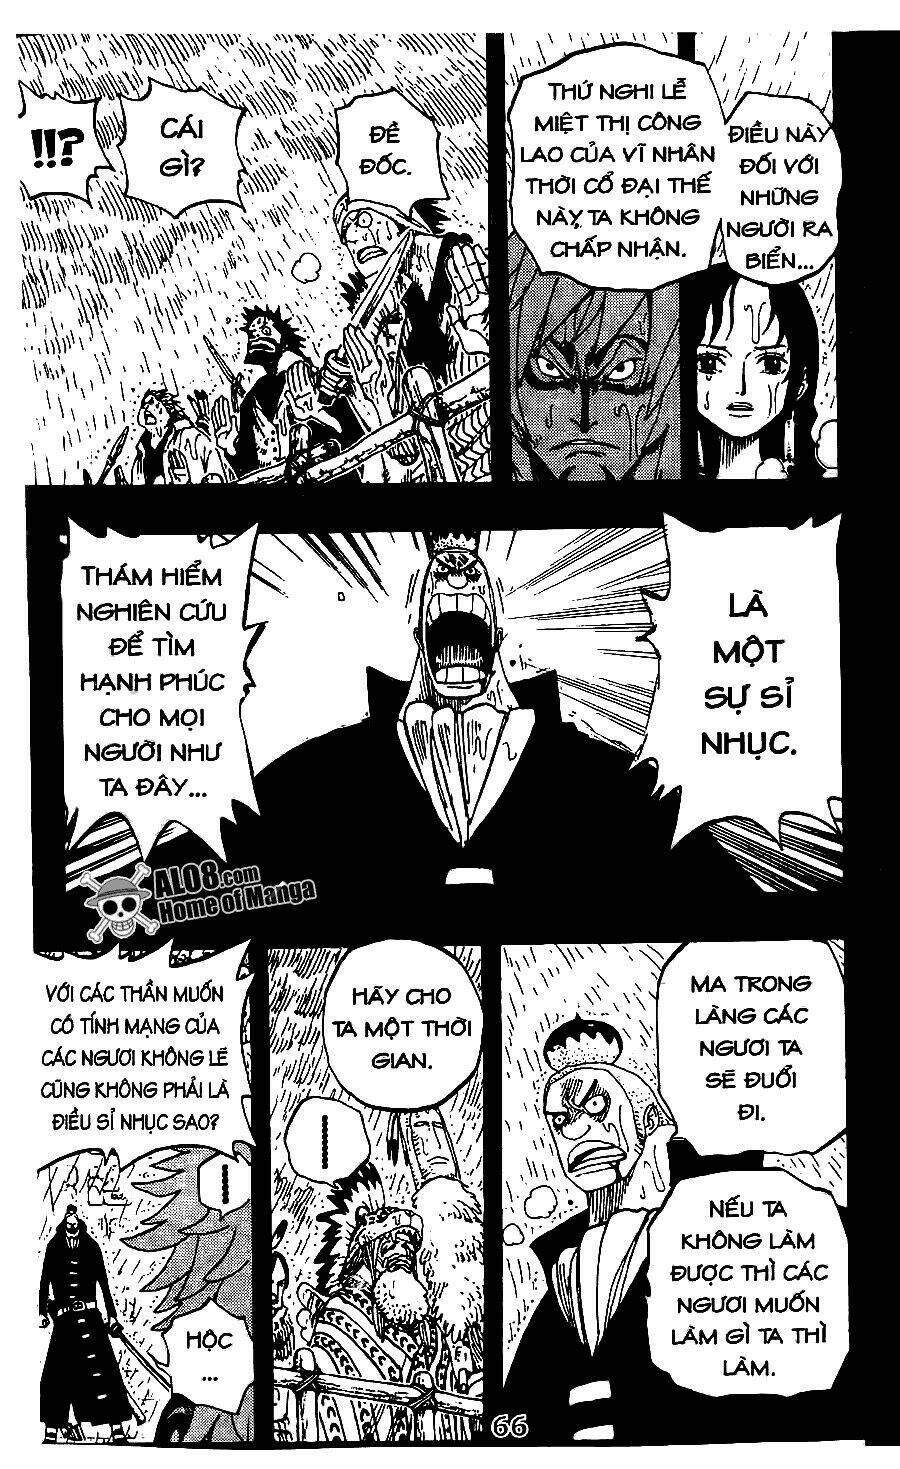 ĐIỀU NÀY
ĐỐI VỚI
NHỮNG
NGƯỜI RA
BIỂN...
THỨ NGHI LỄ
MIỆT THỊ CÔNG
LAO CỦA VĨ NHÂN
THỜI CỔ ĐẠI THẾ
NÀY, TA KHÔNG
CHẤP NHẬN.
ĐỀ
ĐỐC.
CÁI
GÌ?
!!?
LÀ
MỘT
SỰ SỈ
NHỤC.
THÁM HIỂM
NGHIÊN CỨU
ĐỂ TÌM
HẠNH PHÚC
CHO MỌI
NGƯỜI NHƯ
TA ĐÂY...
AL08.com
Home of Manga
MA TRONG
LÀNG CÁC
NGƯƠI TA
SẼ ĐUỔI
ĐI.
NẾU TA
KHÔNG LÀM
ĐƯỢC THÌ CÁC
NGƯƠI MUỐN
LÀM GÌ TA THÌ
LÀM.
HÃY CHO
TA MỘT THỜI
GIAN.
VỚI CÁC THẦN MUỐN
CÓ TÍNH MẠNG CỦA
CÁC NGƯƠI KHÔNG LẼ
CŨNG KHÔNG PHẢI LÀ
ĐIỀU SỈ NHỤC SAO?
HỘC
...
66